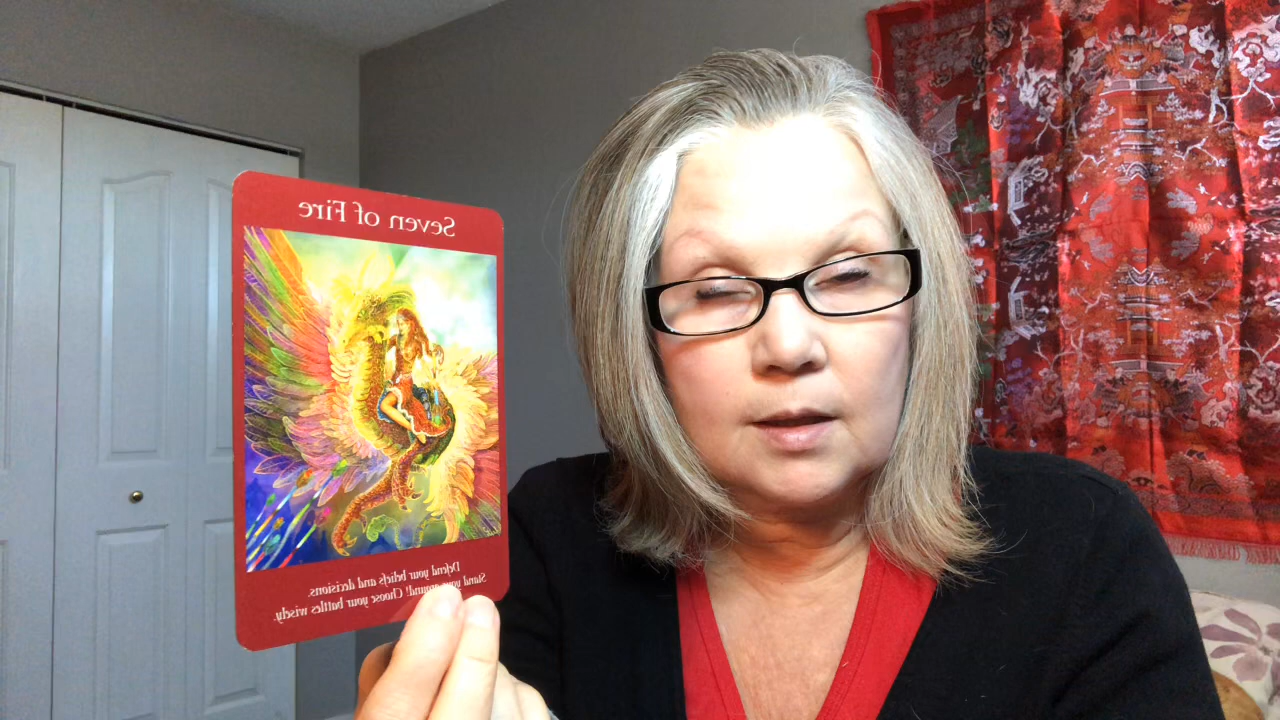 Seven of Fire
Defend your beliefs and decisions.
Stand your ground! Choose your battles wisely.